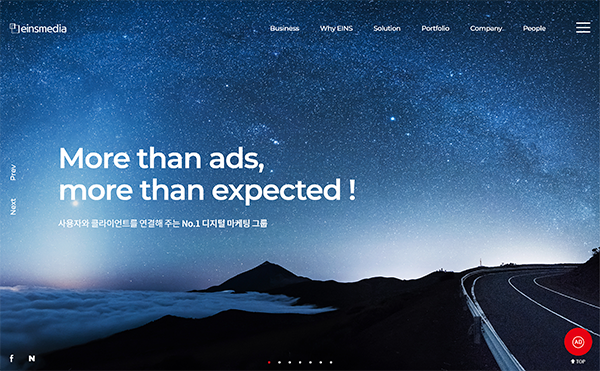 einsmedia
Business Why EINS Solution Portfolio Company People
Prev
Next
More than ads,
more than expected !
사용자와 클라이언트를 연결해 주는 No.1 디지털 마케팅 그룹
f N
AD
TOP